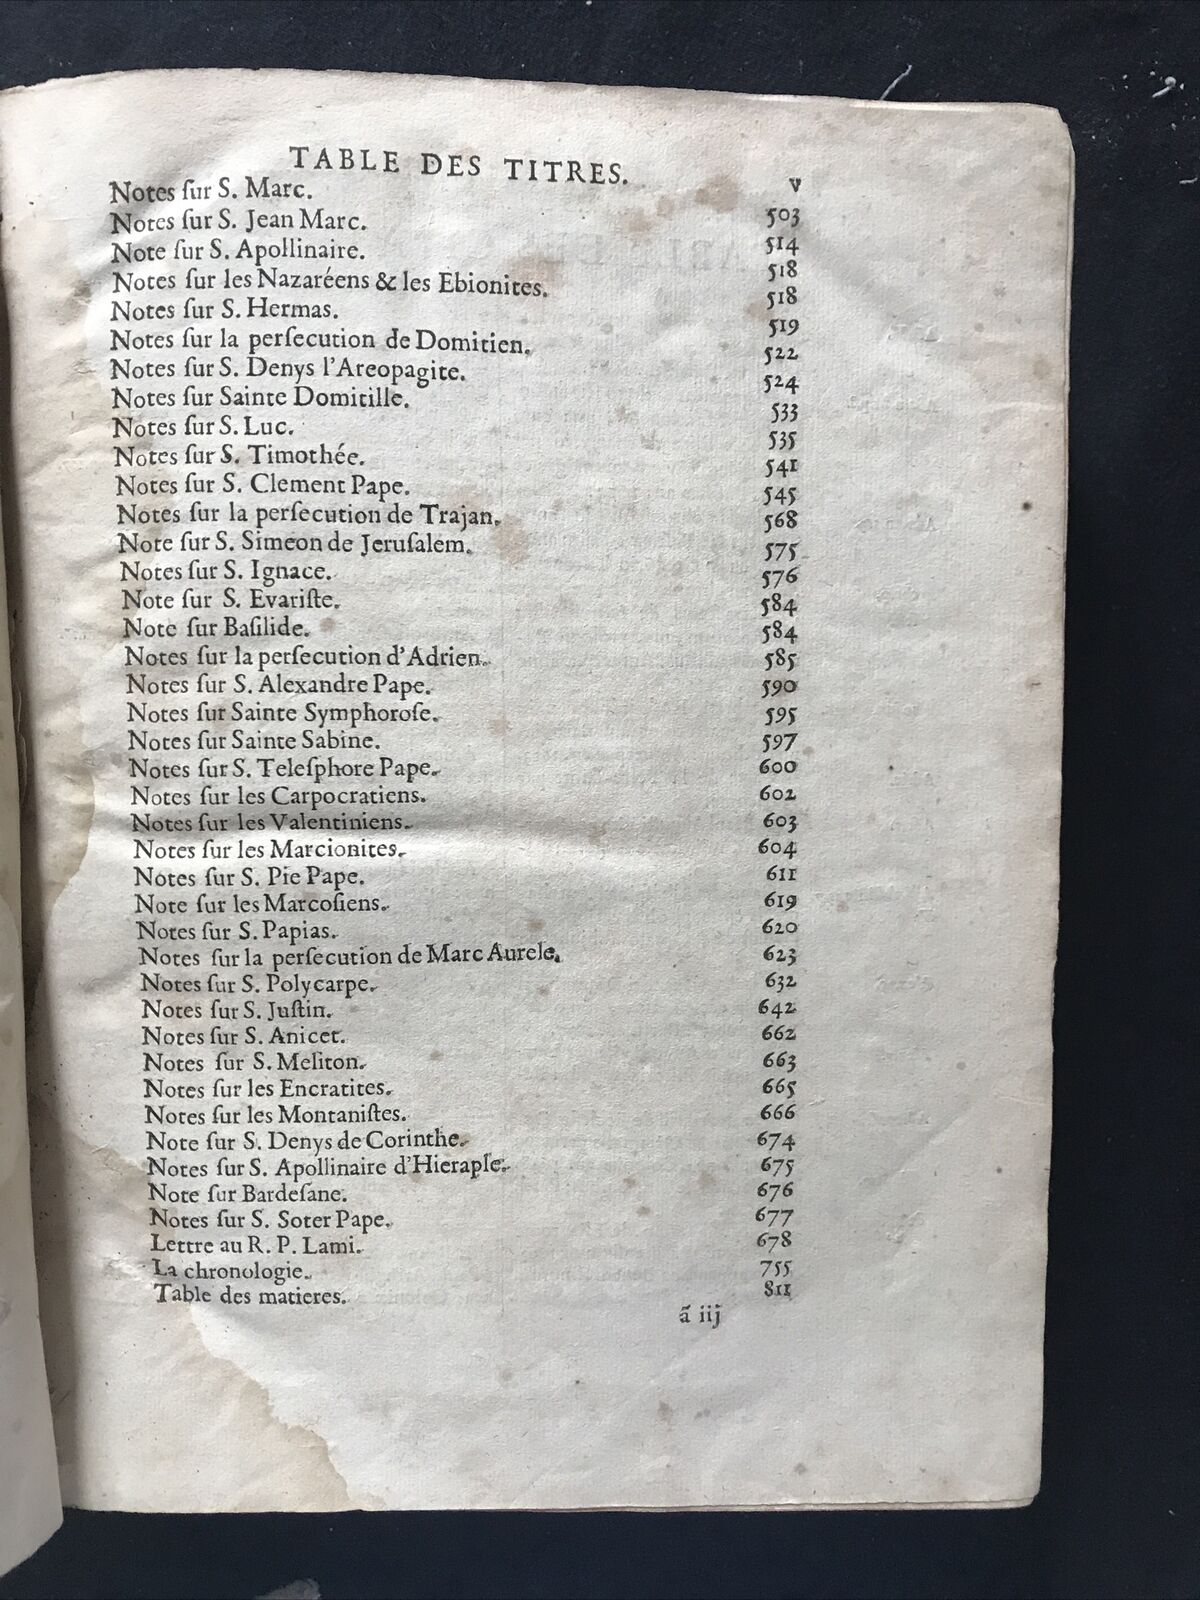 TABLE DES TITRES. v
Notes ſur S. Marc. 503
Notes ſur S. Jean Marc. 514
Note ſur S. Apollinaire. 518
Notes ſur les Nazaréens & les Ebionites. 518
Notes ſur S. Hermas. 519
Notes ſur la perſecution de Domitien. 522
Notes ſur S. Denys l'Areopagite. 524
Notes ſur Sainte Domitille. 533
Notes ſur S. Luc. 535
Notes ſur S. Timothée. 541
Notes ſur S. Clement Pape. 545
Notes ſur la perſecution de Trajan. 568
Note ſur S. Simeon de Jeruſalem. 575
Notes ſur S. Ignace. 576
Note ſur S. Evariſte. 584
Note ſur Baſilide. 584
Notes ſur la perſecution d'Adrien. 585
Notes ſur S. Alexandre Pape. 590
Notes ſur Sainte Symphoroſe. 595
Notes ſur Sainte Sabine. 597
Notes ſur S. Teleſphore Pape. 600
Notes ſur les Carpocratiens. 602
Notes ſur les Valentiniens. 603
Notes ſur les Marcionites. 604
Notes ſur S. Pie Pape. 611
Note ſur les Marcoſiens. 619
Notes ſur S. Papias. 620
Notes ſur la perſecution de Marc Aurele. 623
Notes ſur S. Polycarpe. 632
Notes ſur S. Juſtin. 642
Notes ſur S. Anicet. 662
Notes ſur S. Meliton. 663
Notes ſur les Encratites. 665
Notes ſur les Montaniſtes. 666
Note ſur S. Denys de Corinthe. 674
Notes ſur S. Apollinaire d'Hieraple. 675
Note ſur Bardeſane. 676
Notes ſur S. Soter Pape. 677
Lettre au R. P. Lami. 678
La chronologie. 755
Table des matieres. 811
ã iij